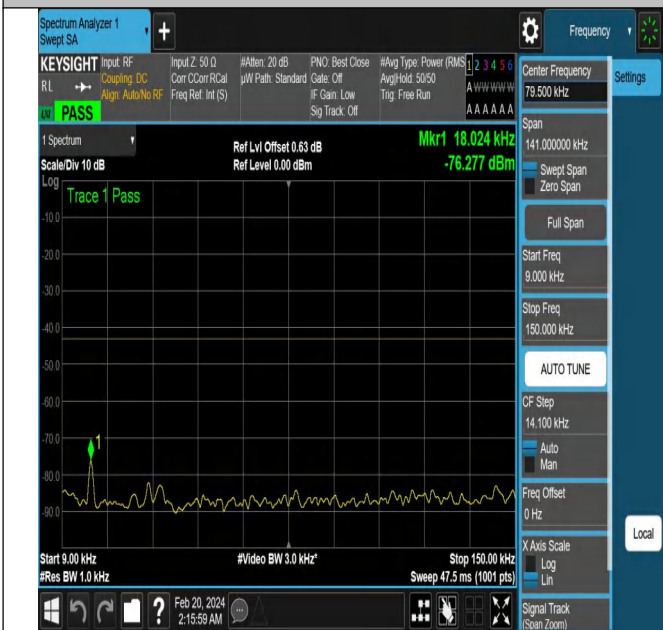 Spectrum Analyzer 1
Swept SA
+
Frequency
KEYSIGHT
RL
PASS
Input: RF
Coupling: DC
Align: Auto/No RF
Input Z: 50 Ω
Corr CCorr RCal
Freq Ref: Int (S)
#Atten: 20 dB
µW Path: Standard
PNO: Best Close
Gate: Off
IF Gain: Low
Sig Track: Off
#Avg Type: Power (RMS
Avg|Hold: 50/50
Trig: Free Run
1 2 3 4 5 6
A W W W W W
A A A A A A
1 Spectrum
Scale/Div 10 dB
Ref Lvl Offset 0.63 dB
Ref Level 0.00 dBm
Mkr1 18.024 kHz
-76.277 dBm
Log
Trace 1 Pass
-10.0
-20.0
-30.0
-40.0
-50.0
-60.0
-70.0
-80.0
-90.0
1
Start 9.00 kHz
#Res BW 1.0 kHz
#Video BW 3.0 kHz*
Stop 150.00 kHz
Sweep 47.5 ms (1001 pts)
?
Feb 20, 2024
2:15:59 AM
Center Frequency
79.500 kHz
Settings
Span
141.000000 kHz
Swept Span
Zero Span
Full Span
Start Freq
9.000 kHz
Stop Freq
150.000 kHz
AUTO TUNE
CF Step
14.100 kHz
Auto
Man
Freq Offset
0 Hz
X Axis Scale
Log
Lin
Local
Signal Track
(Span Zoom)